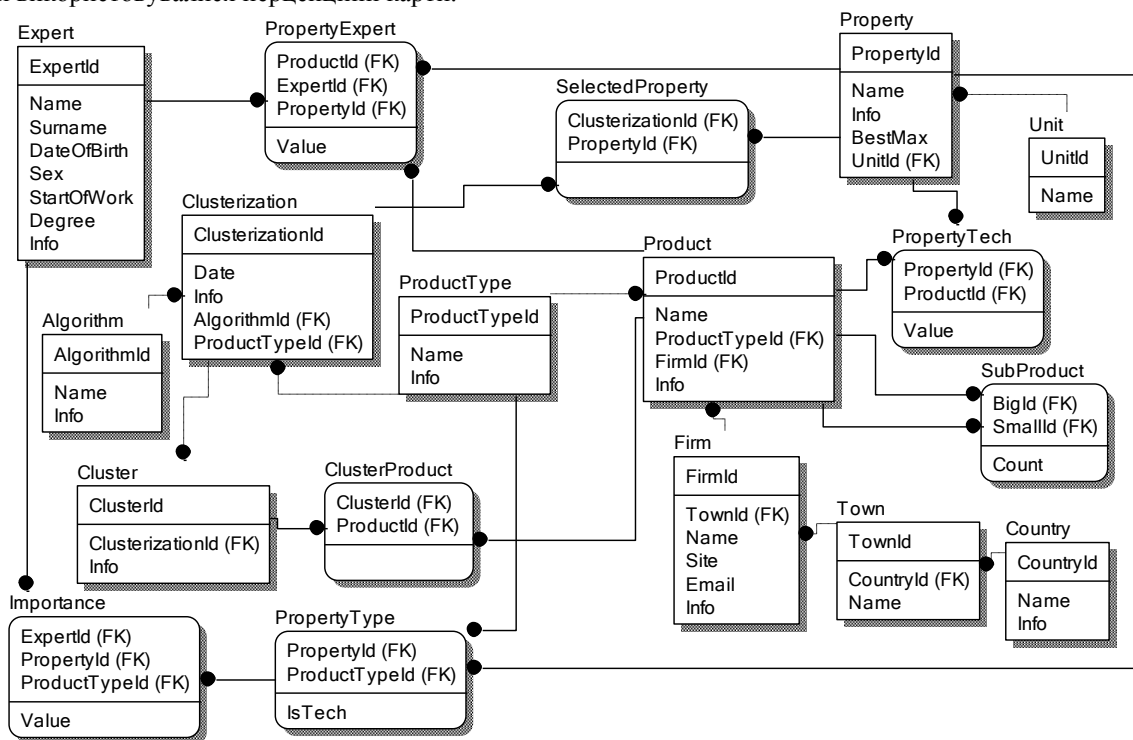 Expert
ExpertId
Name
Surname
DateOfBirth
Sex
StartOfWork
Degree
Info
PropertyExpert
ProductId (FK)
ExpertId (FK)
PropertyId (FK)
Value
SelectedProperty
ClusterizationId (FK)
PropertyId (FK)
Property
PropertyId
Name
Info
BestMax
UnitId (FK)
Unit
UnitId
Name
Clusterization
ClusterizationId
Date
Info
AlgorithmId (FK)
ProductTypeId (FK)
Algorithm
AlgorithmId
Name
Info
ProductType
ProductTypeId
Name
Info
Product
ProductId
Name
ProductTypeId (FK)
FirmId (FK)
Info
PropertyTech
PropertyId (FK)
ProductId (FK)
Value
SubProduct
BigId (FK)
SmallId (FK)
Count
Cluster
ClusterId
ClusterizationId (FK)
Info
ClusterProduct
ClusterId (FK)
ProductId (FK)
Firm
FirmId
TownId (FK)
Name
Site
Email
Info
Town
TownId
CountryId (FK)
Name
Country
CountryId
Name
Info
Importance
ExpertId (FK)
PropertyId (FK)
ProductTypeId (FK)
Value
PropertyType
PropertyId (FK)
ProductTypeId (FK)
IsTech